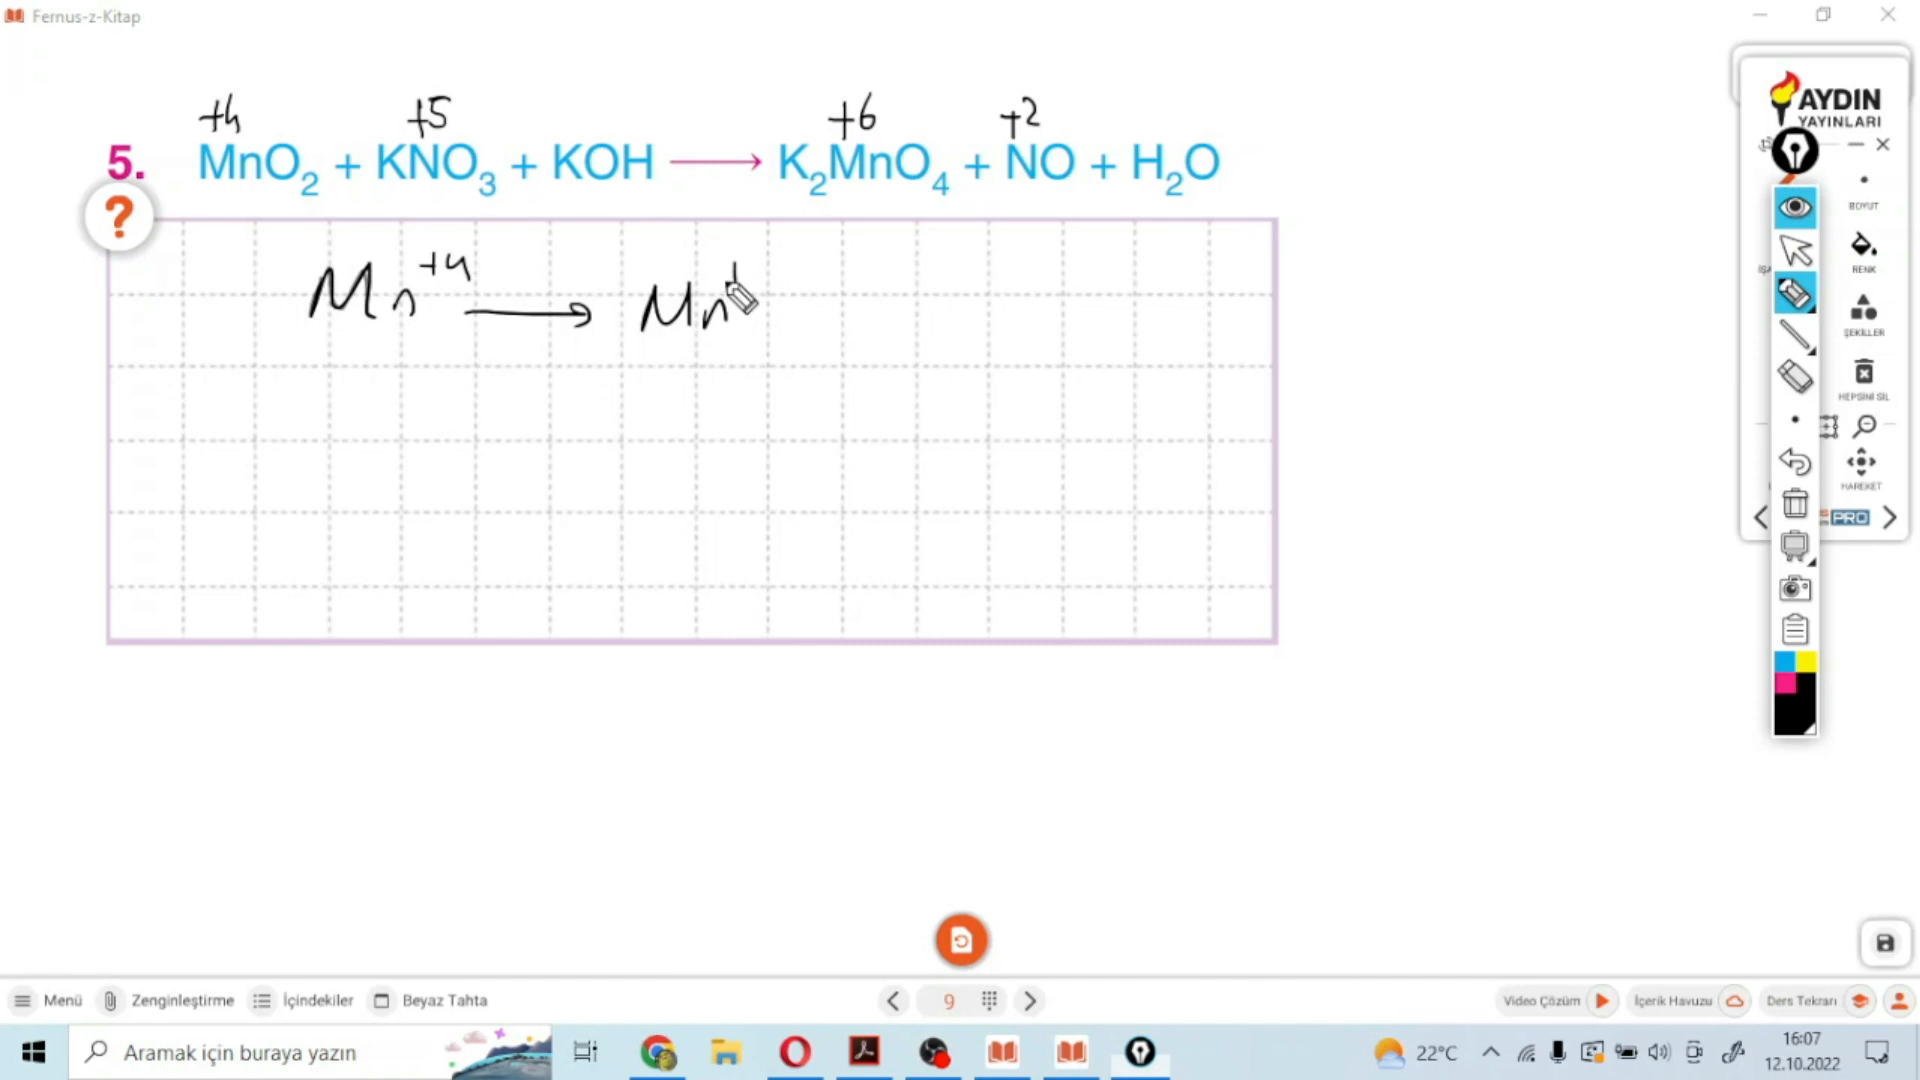 Fernus-z-Kitap
+4 +5 +6 +2
5. MnO2 + KNO3 + KOH ⟶ K2MnO4 + NO + H2O
?
Mn+4 ⟶ Mn+
AYDIN
YAYINLARI
BOYUT
RENK
ŞEKİLLER
HEPSİNİ SİL
HAREKET
PRO
Menü Zenginleştirme İçindekiler Beyaz Tahta 9 Video Çözüm İçerik Havuzu Ders Tekrarı
Aramak için buraya yazın 22°C 16:07
12.10.2022